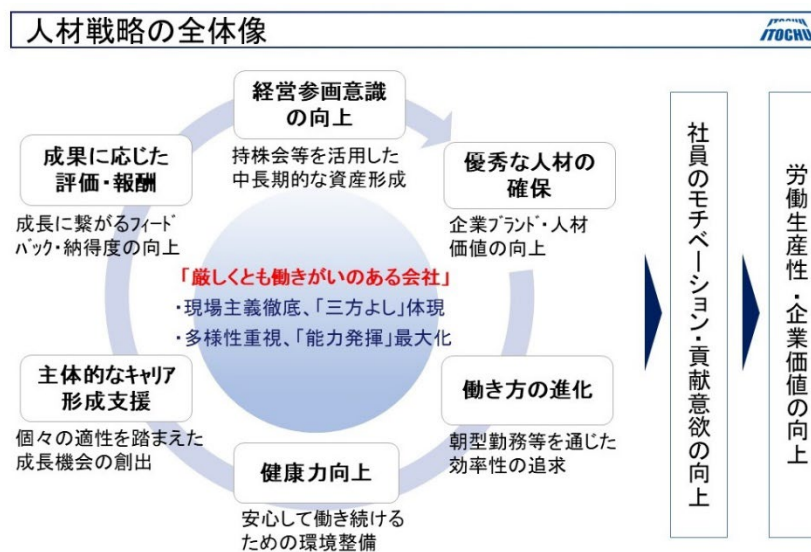 人材戦略の全体像
ITOCHU
経営参画意識
の向上
持株会等を活用した
中長期的な資産形成
優秀な人材の
確保
企業ブランド・人材
価値の向上
働き方の進化
朝型勤務等を通じた
効率性の追求
健康力向上
安心して働き続ける
ための環境整備
主体的なキャリア
形成支援
個々の適性を踏まえた
成長機会の創出
成果に応じた
評価・報酬
成長に繋がるフィード
バック・納得度の向上
「厳しくとも働きがいのある会社」
・現場主義徹底、「三方よし」体現
・多様性重視、「能力発揮」最大化
社員のモチベーション・貢献意欲の向上
労働生産性・企業価値の向上